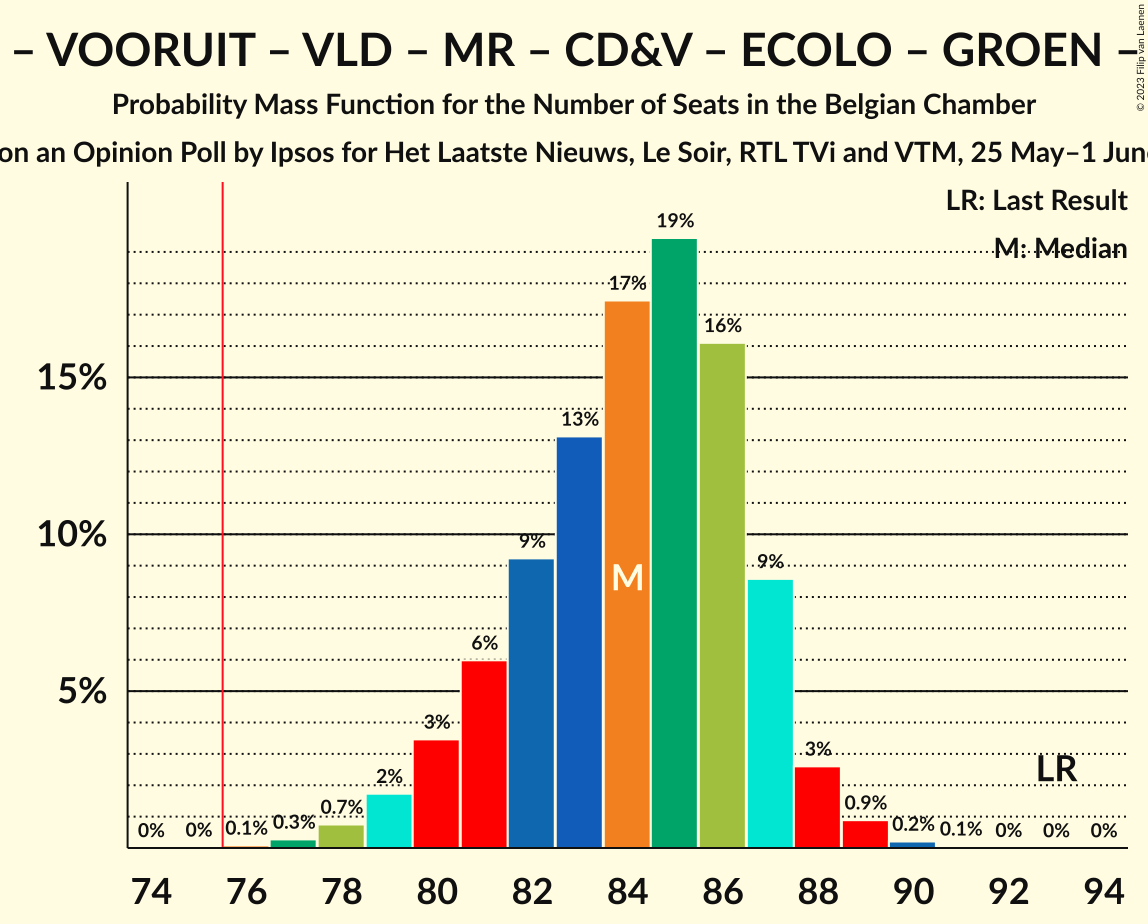 – VOORUIT – VLD – MR – CD&V – ECOLO – GROEN –
Probability Mass Function for the Number of Seats in the Belgian Chamber
on an Opinion Poll by Ipsos for Het Laatste Nieuws, Le Soir, RTL TVi and VTM, 25 May–1 June
© 2023 Filip van Laenen
LR: Last Result
M: Median
15%
10%
5%
0% 0% 0.1% 0.3% 0.7% 2% 3% 6% 9% 13% 17% 19% 16% 9% 3% 0.9% 0.2% 0.1% 0% 0% 0%
M
LR
74 76 78 80 82 84 86 88 90 92 94